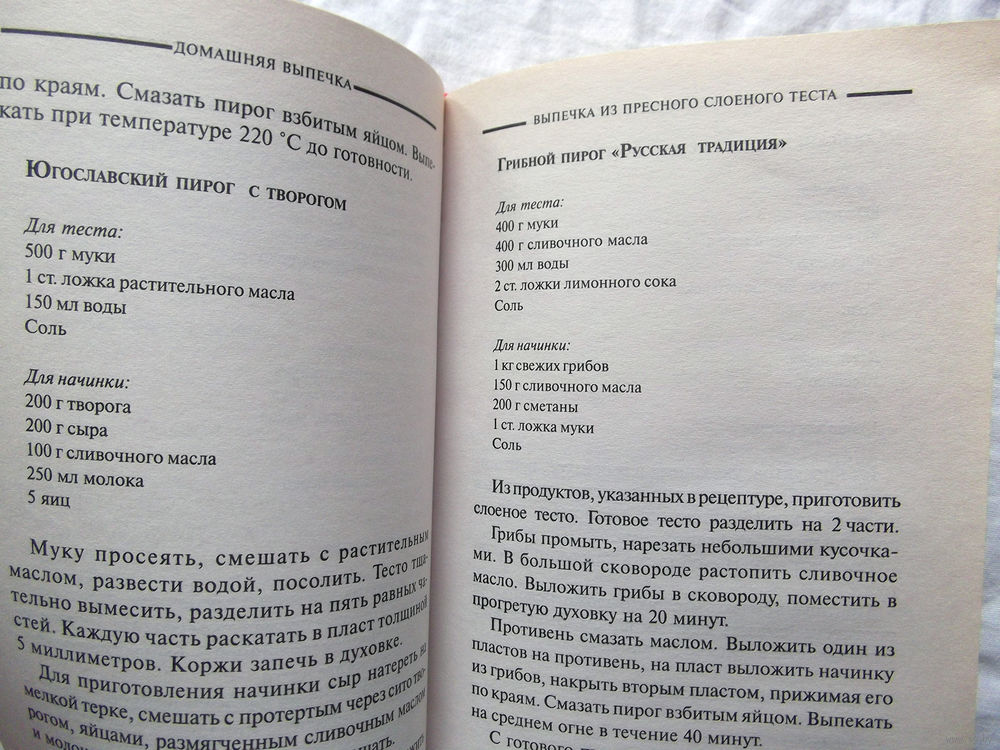 ДОМАШНЯЯ ВЫПЕЧКА
по краям. Смазать пирог взбитым яйцом. Выпе-
кать при температуре 220 °С до готовности.
ЮГОСЛАВСКИЙ ПИРОГ С ТВОРОГОМ
Для теста:
500 г муки
1 ст. ложка растительного масла
150 мл воды
Соль
Для начинки:
200 г творога
200 г сыра
100 г сливочного масла
250 мл молока
5 яиц
Муку просеять, смешать с растительным
маслом, развести водой, посолить. Тесто тща-
тельно вымесить, разделить на пять равных ча-
стей. Каждую часть раскатать в пласт толщиной
5 миллиметров. Коржи запечь в духовке.
Для приготовления начинки сыр натереть на
мелкой терке, смешать с протертым через сито тво-
рогом, яйцами, размягченным сливочным маслом
и
ВЫПЕЧКА ИЗ ПРЕСНОГО СЛОЕНОГО ТЕСТА
ГРИБНОЙ ПИРОГ «РУССКАЯ ТРАДИЦИЯ»
Для теста:
400 г муки
400 г сливочного масла
300 мл воды
2 ст. ложки лимонного сока
Соль
Для начинки:
1 кг свежих грибов
150 г сливочного масла
200 г сметаны
1 ст. ложка муки
Соль
Из продуктов, указанных в рецептуре, приготовить
слоеное тесто. Готовое тесто разделить на 2 части.
Грибы промыть, нарезать небольшими кусочка-
ми. В большой сковороде растопить сливочное
масло. Выложить грибы в сковороду, поместить в
прогретую духовку на 20 минут.
Противень смазать маслом. Выложить один из
пластов на противень, на пласт выложить начинку
из грибов, накрыть вторым пластом, прижимая его
по краям. Смазать пирог взбитым яйцом. Выпекать
на среднем огне в течение 40 минут.
С готового